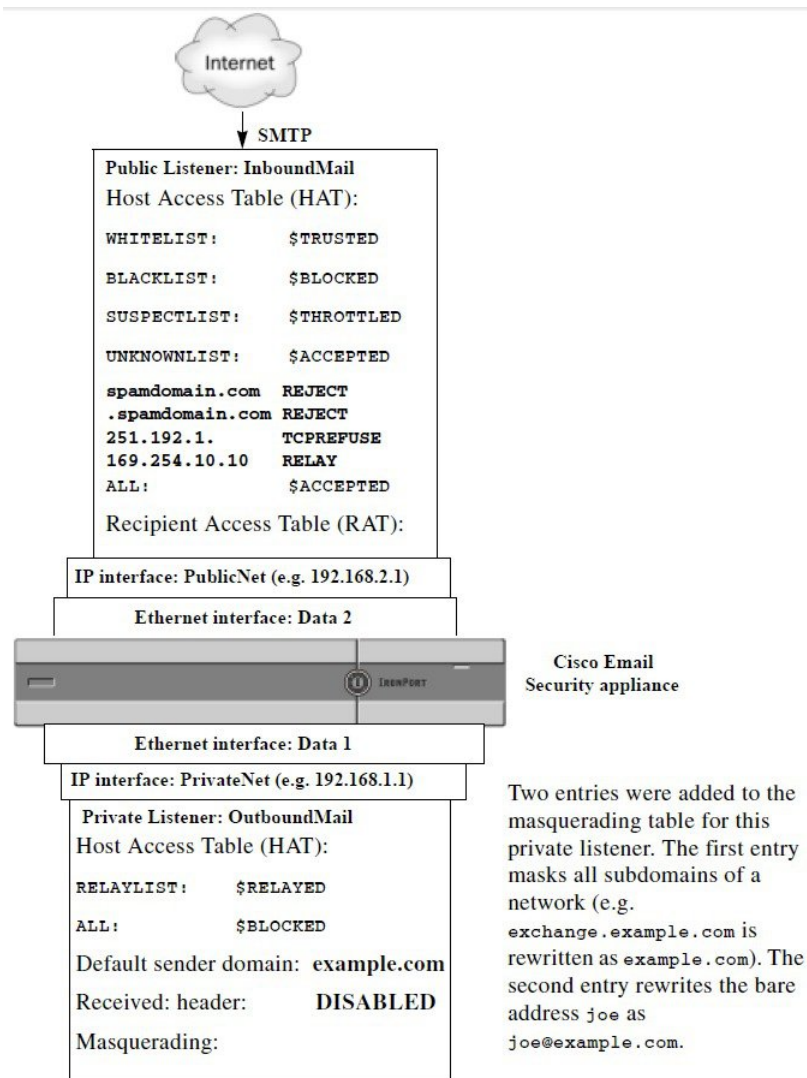 Internet
SMTP
Public Listener: InboundMail
Host Access Table (HAT):
WHITELIST: $TRUSTED
BLACKLIST: $BLOCKED
SUSPECTLIST: $THROTTLED
UNKNOWNLIST: $ACCEPTED
spamdomain.com REJECT
.spamdomain.com REJECT
251.192.1. TCPREFUSE
169.254.10.10 RELAY
ALL: $ACCEPTED
Recipient Access Table (RAT):
IP interface: PublicNet (e.g. 192.168.2.1)
Ethernet interface: Data 2
IRONPORT
Cisco Email
Security appliance
Ethernet interface: Data 1
IP interface: PrivateNet (e.g. 192.168.1.1)
Private Listener: OutboundMail
Host Access Table (HAT):
RELAYLIST: $RELAYED
ALL: $BLOCKED
Default sender domain: example.com
Received: header: DISABLED
Masquerading:
Two entries were added to the
masquerading table for this
private listener. The first entry
masks all subdomains of a
network (e.g.
exchange.example.com is
rewritten as example.com). The
second entry rewrites the bare
address joe as
joe@example.com.